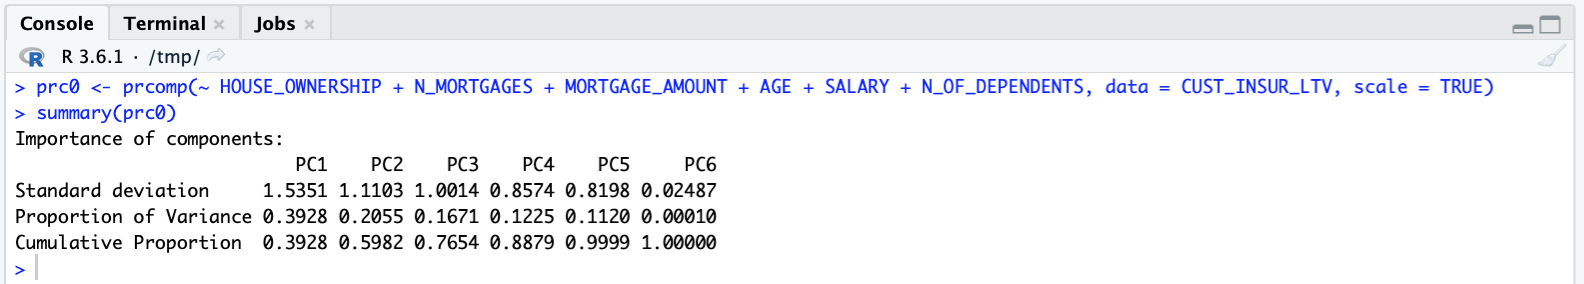 Console Terminal × Jobs ×
R R 3.6.1 · /tmp/
> prc0 <- prcomp(~ HOUSE_OWNERSHIP + N_MORTGAGES + MORTGAGE_AMOUNT + AGE + SALARY + N_OF_DEPENDENTS, data = CUST_INSUR_LTV, scale = TRUE)
> summary(prc0)
Importance of components:
PC1 PC2 PC3 PC4 PC5 PC6
Standard deviation 1.5351 1.1103 1.0014 0.8574 0.8198 0.02487
Proportion of Variance 0.3928 0.2055 0.1671 0.1225 0.1120 0.00010
Cumulative Proportion 0.3928 0.5982 0.7654 0.8879 0.9999 1.00000
>